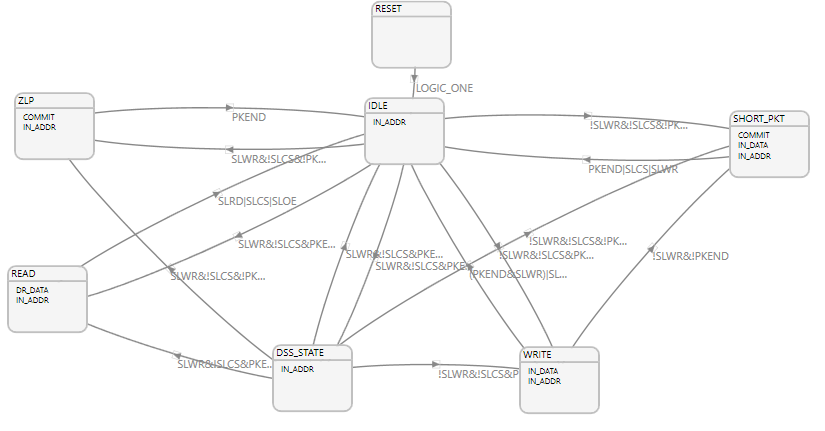 RESET
LOGIC_ONE
ZLP
COMMIT
IN_ADDR
PKEND
IDLE
IN_ADDR
!SLWR&!SLCS&!PK...
SHORT_PKT
COMMIT
IN_DATA
IN_ADDR
SLWR&!SLCS&!PK...
PKEND|SLCS|SLWR
SLRD|SLCS|SLOE
SLWR&!SLCS&PKE...
SLWR&!SLCS&PKE...
SLWR&!SLCS&PKE...
!SLWR&!SLCS&!PK...
!SLWR&!SLCS&PK...
!SLWR&!PKEND
READ
DR_DATA
IN_ADDR
SLWR&!SLCS&!PK...
(PKEND&SLWR)|SL...
DSS_STATE
IN_ADDR
WRITE
IN_DATA
IN_ADDR
SLWR&!SLCS&PKE...
!SLWR&!SLCS&P